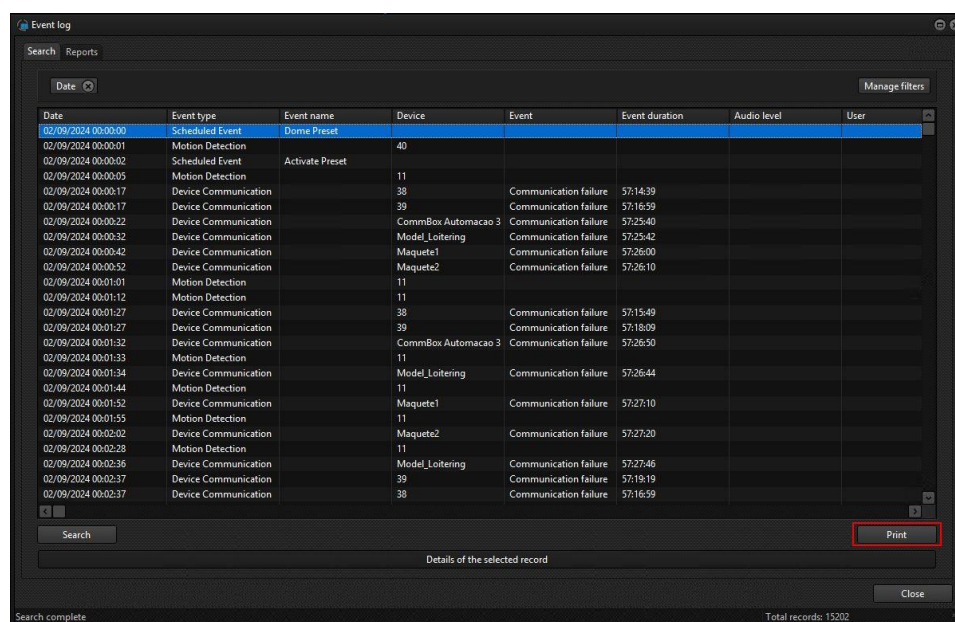 Event log
Search Reports
Date
Manage filters
Date Event type Event name Device Event Event duration Audio level User
02/09/2024 00:00:00 Scheduled Event Dome Preset
02/09/2024 00:00:01 Motion Detection 40
02/09/2024 00:00:02 Scheduled Event Activate Preset
02/09/2024 00:00:05 Motion Detection 11
02/09/2024 00:00:17 Device Communication 38 Communication failure 57:14:39
02/09/2024 00:00:17 Device Communication 39 Communication failure 57:16:59
02/09/2024 00:00:22 Device Communication CommBox Automacao 3 Communication failure 57:25:40
02/09/2024 00:00:32 Device Communication Model_Loitering Communication failure 57:25:42
02/09/2024 00:00:42 Device Communication Maquete1 Communication failure 57:26:00
02/09/2024 00:00:52 Device Communication Maquete2 Communication failure 57:26:10
02/09/2024 00:01:01 Motion Detection 11
02/09/2024 00:01:12 Motion Detection 11
02/09/2024 00:01:27 Device Communication 38 Communication failure 57:15:49
02/09/2024 00:01:27 Device Communication 39 Communication failure 57:18:09
02/09/2024 00:01:32 Device Communication CommBox Automacao 3 Communication failure 57:26:50
02/09/2024 00:01:33 Motion Detection 11
02/09/2024 00:01:34 Device Communication Model_Loitering Communication failure 57:26:44
02/09/2024 00:01:44 Motion Detection 11
02/09/2024 00:01:52 Device Communication Maquete1 Communication failure 57:27:10
02/09/2024 00:01:55 Motion Detection 11
02/09/2024 00:02:02 Device Communication Maquete2 Communication failure 57:27:20
02/09/2024 00:02:28 Motion Detection 11
02/09/2024 00:02:36 Device Communication Model_Loitering Communication failure 57:27:46
02/09/2024 00:02:37 Device Communication 39 Communication failure 57:19:19
02/09/2024 00:02:37 Device Communication 38 Communication failure 57:16:59
Search Print
Details of the selected record
Close
Search complete Total records: 15202